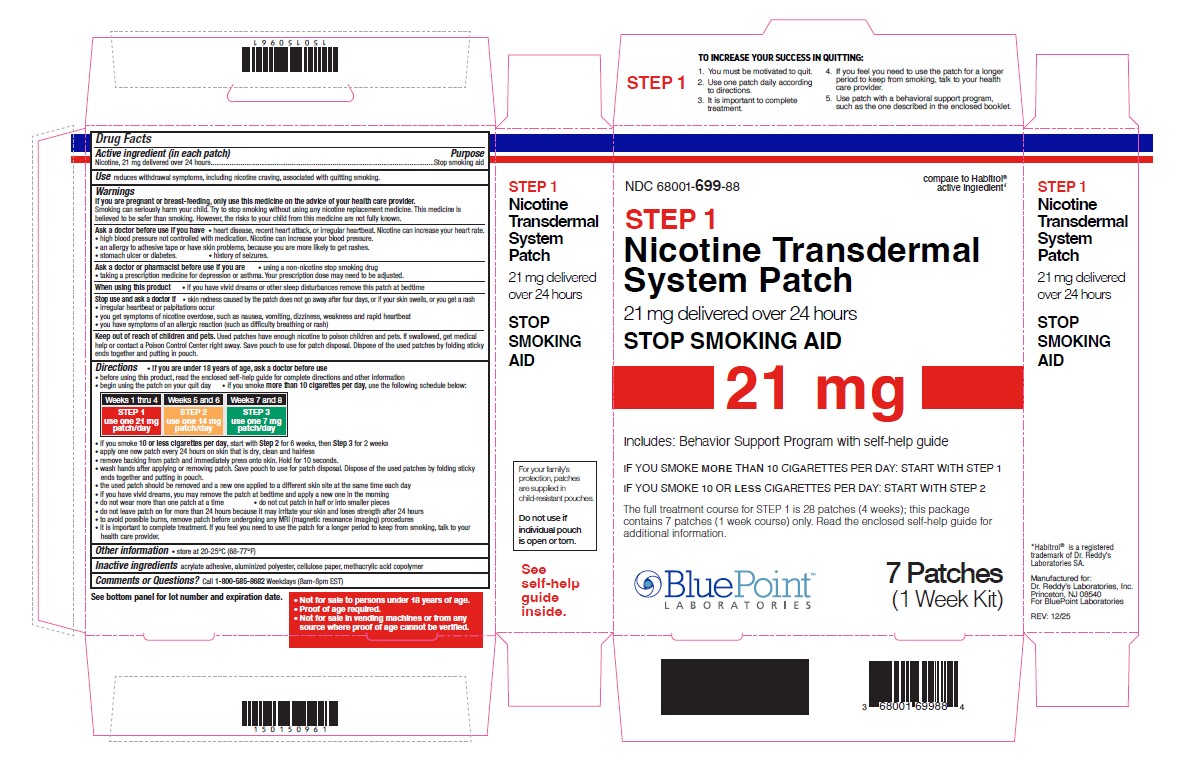 150150961
Drug Facts
Active ingredient (in each patch) Purpose
Nicotine, 21 mg delivered over 24 hours...Stop smoking aid
Use reduces withdrawal symptoms, including nicotine craving, associated with quitting smoking.
Warnings
If you are pregnant or breast-feeding, only use this medicine on the advice of your health care provider.
Smoking can seriously harm your child. Try to stop smoking without using any nicotine replacement medicine. This medicine is
believed to be safer than smoking. However, the risks to your child from this medicine are not fully known.
Ask a doctor before use if you have • heart disease, recent heart attack, or irregular heartbeat. Nicotine can increase your heart rate.
• high blood pressure not controlled with medication. Nicotine can increase your blood pressure.
• an allergy to adhesive tape or have skin problems, because you are more likely to get rashes.
• stomach ulcer or diabetes. • history of seizures.
Ask a doctor or pharmacist before use if you are • using a non-nicotine stop smoking drug
• taking a prescription medicine for depression or asthma. Your prescription dose may need to be adjusted.
When using this product • if you have vivid dreams or other sleep disturbances remove this patch at bedtime
Stop use and ask a doctor if • skin redness caused by the patch does not go away after four days, or if your skin swells, or you get a rash
• irregular heartbeat or palpitations occur
• you get symptoms of nicotine overdose, such as nausea, vomiting, dizziness, weakness and rapid heartbeat
• you have symptoms of an allergic reaction (such as difficulty breathing or rash)
Keep out of reach of children and pets. Used patches have enough nicotine to poison children and pets. If swallowed, get medical
help or contact a Poison Control Center right away. Save pouch to use for patch disposal. Dispose of the used patches by folding sticky
ends together and putting in pouch.
Directions • if you are under 18 years of age, ask a doctor before use
• before using this product, read the enclosed self-help guide for complete directions and other information
• begin using the patch on your quit day • if you smoke more than 10 cigarettes per day, use the following schedule below:
Weeks 1 thru 4 Weeks 5 and 6 Weeks 7 and 8
STEP 1 STEP 2 STEP 3
use one 21 mg use one 14 mg use one 7 mg
patch/day patch/day patch/day
• if you smoke 10 or less cigarettes per day, start with Step 2 for 6 weeks, then Step 3 for 2 weeks
• apply one new patch every 24 hours on skin that is dry, clean and hairless
• remove backing from patch and immediately press onto skin. Hold for 10 seconds.
• wash hands after applying or removing patch. Save pouch to use for patch disposal. Dispose of the used patches by folding sticky
ends together and putting in pouch.
• the used patch should be removed and a new one applied to a different skin site at the same time each day
• if you have vivid dreams, you may remove the patch at bedtime and apply a new one in the morning
• do not wear more than one patch at a time • do not cut patch in half or into smaller pieces
• do not leave patch on for more than 24 hours because it may irritate your skin and loses strength after 24 hours
• to avoid possible burns, remove patch before undergoing any MRI (magnetic resonance imaging) procedures
• it is important to complete treatment. If you feel you need to use the patch for a longer period to keep from smoking, talk to your
health care provider.
Other information • store at 20-25°C (68-77°F)
Inactive ingredients acrylate adhesive, aluminized polyester, cellulose paper, methacrylic acid copolymer
Comments or Questions? Call 1-800-585-8682 Weekdays (8am-8pm EST)
See bottom panel for lot number and expiration date.
• Not for sale to persons under 18 years of age.
• Proof of age required.
• Not for sale in vending machines or from any
source where proof of age cannot be verified.
150150961
STEP 1
Nicotine
Transdermal
System
Patch
21 mg delivered
over 24 hours
STOP
SMOKING
AID
For your family's
protection, patches
are supplied in
child-resistant pouches.
Do not use if
individual pouch
is open or torn.
See
self-help
guide
inside.
STEP 1
TO INCREASE YOUR SUCCESS IN QUITTING:
1. You must be motivated to quit.
2. Use one patch daily according
to directions.
3. It is important to complete
treatment.
4. If you feel you need to use the patch for a longer
period to keep from smoking, talk to your health
care provider.
5. Use patch with a behavioral support program,
such as the one described in the enclosed booklet.
NDC 68001-699-88
compare to Habitrol®
active ingredient*
STEP 1
Nicotine Transdermal
System Patch
21 mg delivered over 24 hours
STOP SMOKING AID
21 mg
Includes: Behavior Support Program with self-help guide
IF YOU SMOKE MORE THAN 10 CIGARETTES PER DAY: START WITH STEP 1
IF YOU SMOKE 10 OR LESS CIGARETTES PER DAY: START WITH STEP 2
The full treatment course for STEP 1 is 28 patches (4 weeks); this package
contains 7 patches (1 week course) only. Read the enclosed self-help guide for
additional information.
BluePoint™
LABORATORIES
7 Patches
(1 Week Kit)
3 68001 69988 4
STEP 1
Nicotine
Transdermal
System
Patch
21 mg delivered
over 24 hours
STOP
SMOKING
AID
*Habitrol® is a registered
trademark of Dr. Reddy's
Laboratories SA.
Manufactured for:
Dr. Reddy's Laboratories, Inc.
Princeton, NJ 08540
For BluePoint Laboratories
REV: 12/25